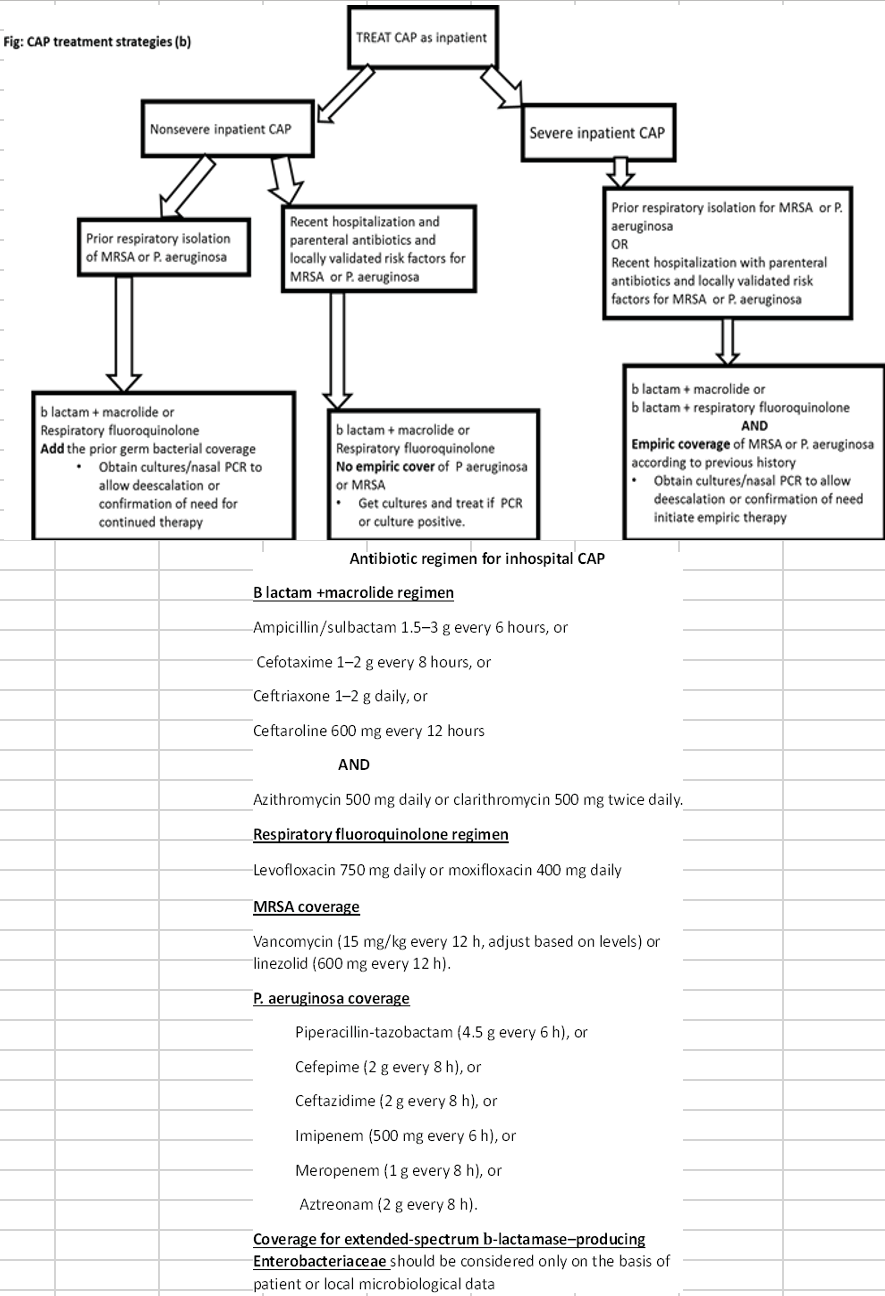 Fig: CAP treatment strategies (b)
TREAT CAP as inpatient
Nonsevere inpatient CAP
Severe inpatient CAP
Prior respiratory isolation
of MRSA or P. aeruginosa
Recent hospitalization and
parenteral antibiotics and
locally validated risk factors for
MRSA or P. aeruginosa
Prior respiratory isolation for MRSA or P.
aeruginosa
OR
Recent hospitalization with parenteral
antibiotics and locally validated risk
factors for MRSA or P. aeruginosa
b lactam + macrolide or
Respiratory fluoroquinolone
Add the prior germ bacterial coverage
• Obtain cultures/nasal PCR to
allow deescalation or
confirmation of need for
continued therapy
b lactam + macrolide or
Respiratory fluoroquinolone
No empiric cover of P aeruginosa
or MRSA
• Get cultures and treat if PCR
or culture positive.
b lactam + macrolide or
b lactam + respiratory fluoroquinolone
AND
Empiric coverage of MRSA or P. aeruginosa
according to previous history
• Obtain cultures/nasal PCR to allow
deescalation or confirmation of need
initiate empiric therapy
Antibiotic regimen for inhospital CAP
B lactam +macrolide regimen
Ampicillin/sulbactam 1.5–3 g every 6 hours, or
Cefotaxime 1–2 g every 8 hours, or
Ceftriaxone 1–2 g daily, or
Ceftaroline 600 mg every 12 hours
AND
Azithromycin 500 mg daily or clarithromycin 500 mg twice daily.
Respiratory fluoroquinolone regimen
Levofloxacin 750 mg daily or moxifloxacin 400 mg daily
MRSA coverage
Vancomycin (15 mg/kg every 12 h, adjust based on levels) or
linezolid (600 mg every 12 h).
P. aeruginosa coverage
Piperacillin-tazobactam (4.5 g every 6 h), or
Cefepime (2 g every 8 h), or
Ceftazidime (2 g every 8 h), or
Imipenem (500 mg every 6 h), or
Meropenem (1 g every 8 h), or
Aztreonam (2 g every 8 h).
Coverage for extended-spectrum b-lactamase–producing
Enterobacteriaceae should be considered only on the basis of
patient or local microbiological data